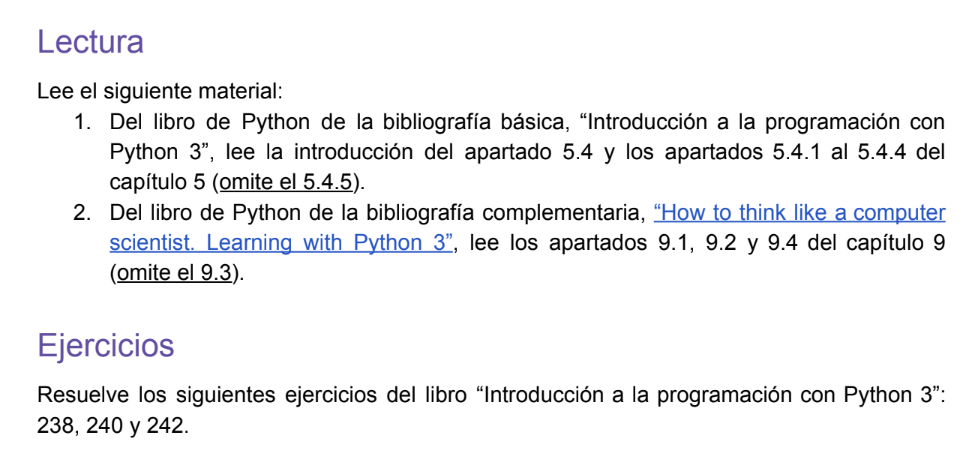 Lectura
Lee el siguiente material:
1. Del libro de Python de la bibliografía básica, “Introducción a la programación con
Python 3”, lee la introducción del apartado 5.4 y los apartados 5.4.1 al 5.4.4 del
capítulo 5 (omite el 5.4.5).
2. Del libro de Python de la bibliografía complementaria, “How to think like a computer
scientist. Learning with Python 3”, lee los apartados 9.1, 9.2 y 9.4 del capítulo 9
(omite el 9.3).
Ejercicios
Resuelve los siguientes ejercicios del libro “Introducción a la programación con Python 3”:
238, 240 y 242.